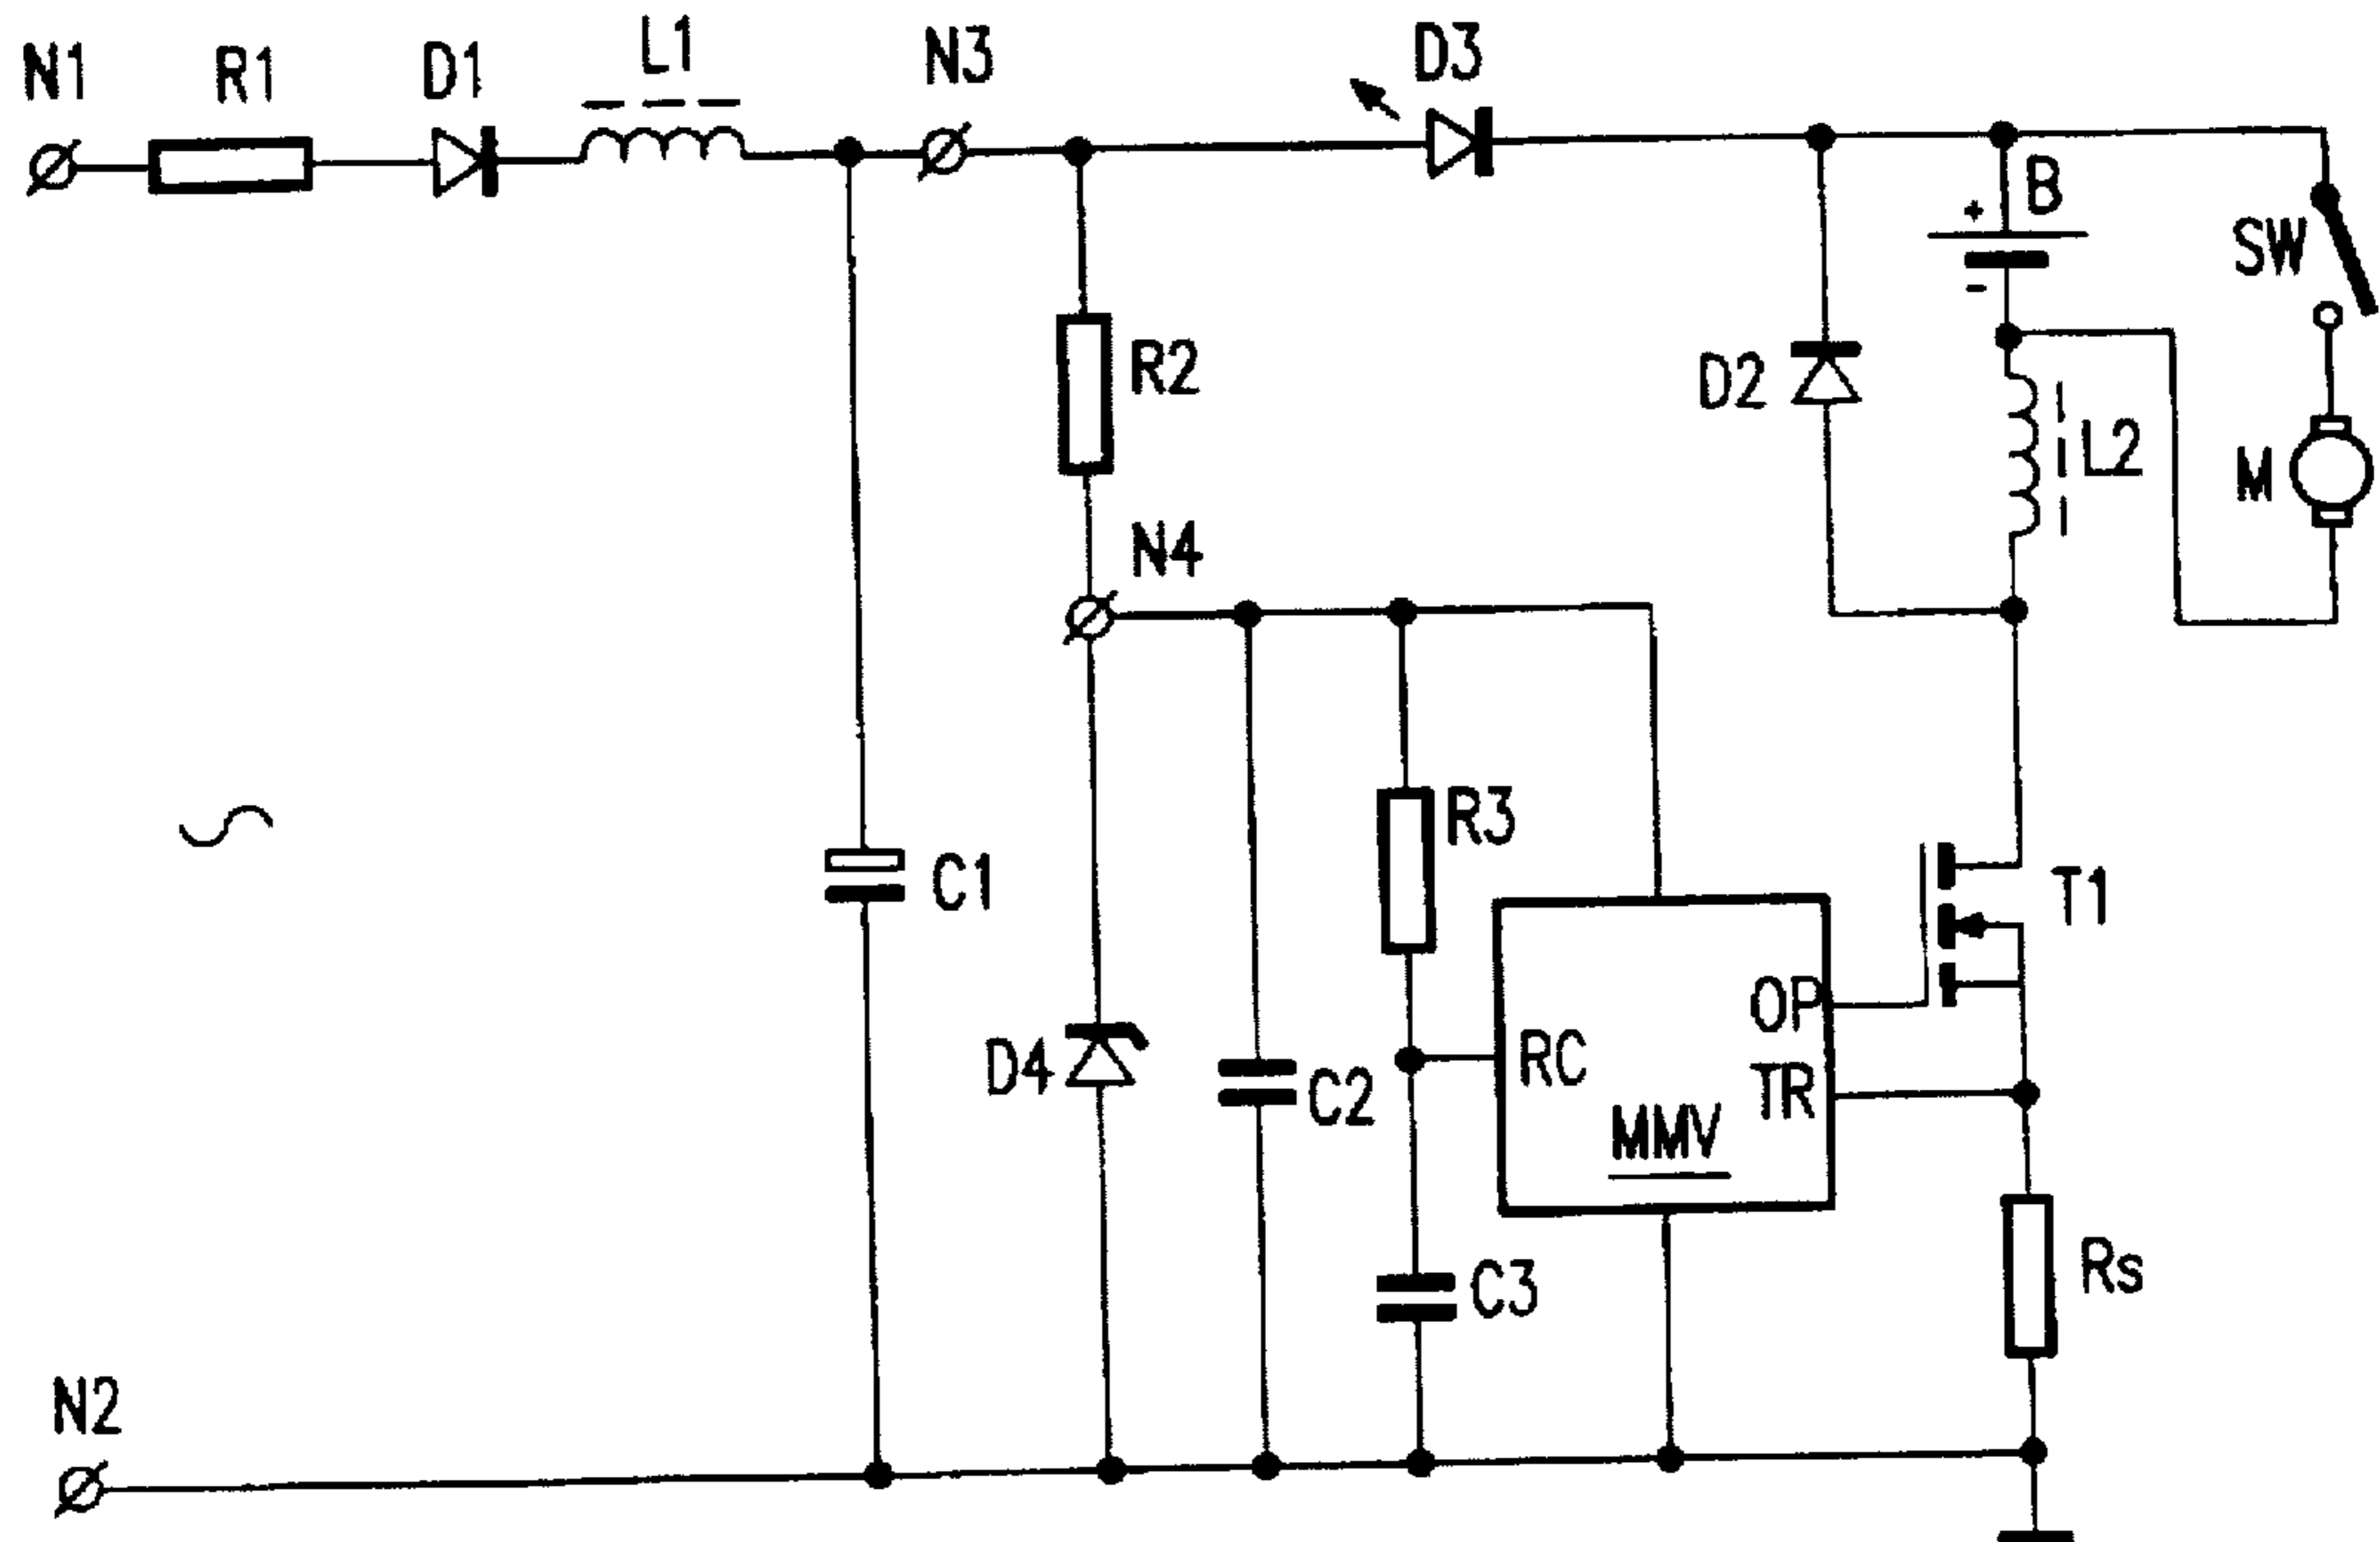 N1
R1
D1
L1
N3
D3
B
+
-
SW
R2
D2
L2
M
N4
R3
C1
T1
OP
RC
TR
MMV
D4
C2
C3
Rs
N2